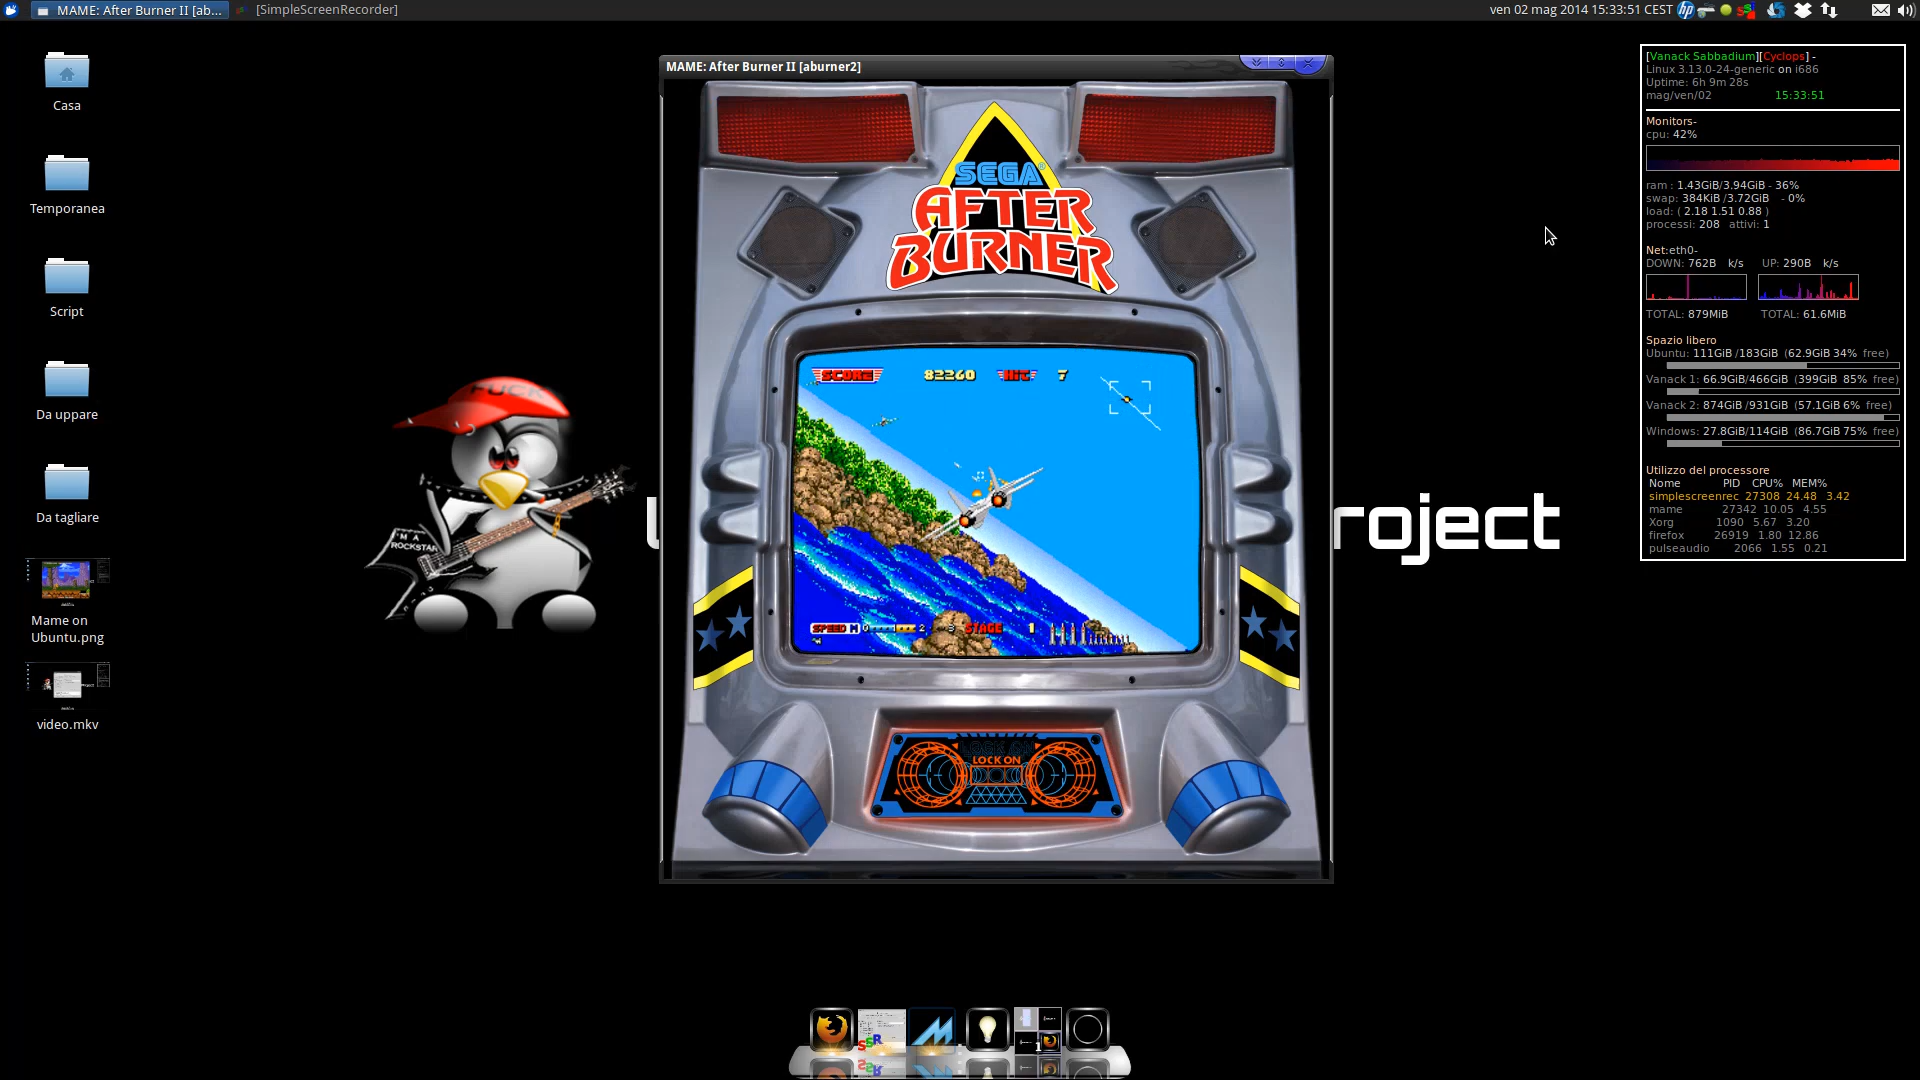 MAME: After Burner II [ab...
[SimpleScreenRecorder]
ven 02 mag 2014 15:33:51 CEST
Casa
Temporanea
Script
Da uppare
Da tagliare
Mame on
Ubuntu.png
video.mkv
FUCK
I'M A
ROCKSTAR
roject
MAME: After Burner II [aburner2]
SEGA
AFTER
BURNER
SCORE 82260 HIT 7
SPEED M 0 2 3 STAGE 1
LOCK ON
LOCK ON
SSR
hp
[Vanack Sabbadium][Cyclops] -
Linux 3.13.0-24-generic on i686
Uptime: 6h 9m 28s
mag/ven/02 15:33:51
Monitors-
cpu: 42%
ram : 1.43GiB/3.94GiB - 36%
swap: 384KiB /3.72GiB - 0%
load: ( 2.18 1.51 0.88 )
processi: 208 attivi: 1
Net:eth0-
DOWN: 762B k/s UP: 290B k/s
TOTAL: 879MiB TOTAL: 61.6MiB
Spazio libero
Ubuntu: 111GiB /183GiB (62.9GiB 34% free)
Vanack 1: 66.9GiB/466GiB (399GiB 85% free)
Vanack 2: 874GiB /931GiB (57.1GiB 6% free)
Windows: 27.8GiB/114GiB (86.7GiB 75% free)
Utilizzo del processore
Nome PID CPU% MEM%
simplescreenrec 27308 24.48 3.42
mame 27342 10.05 4.55
Xorg 1090 5.67 3.20
firefox 26919 1.80 12.86
pulseaudio 2066 1.55 0.21